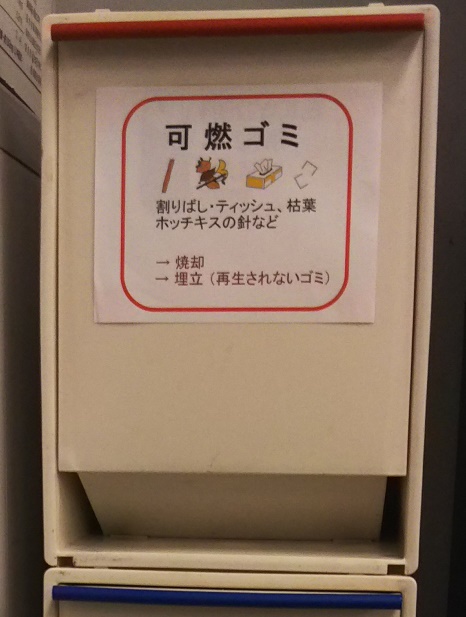 可燃ゴミ
割りばし・ティッシュ、枯葉
ホッチキスの針など
→ 焼却
→ 埋立（再生されないゴミ）